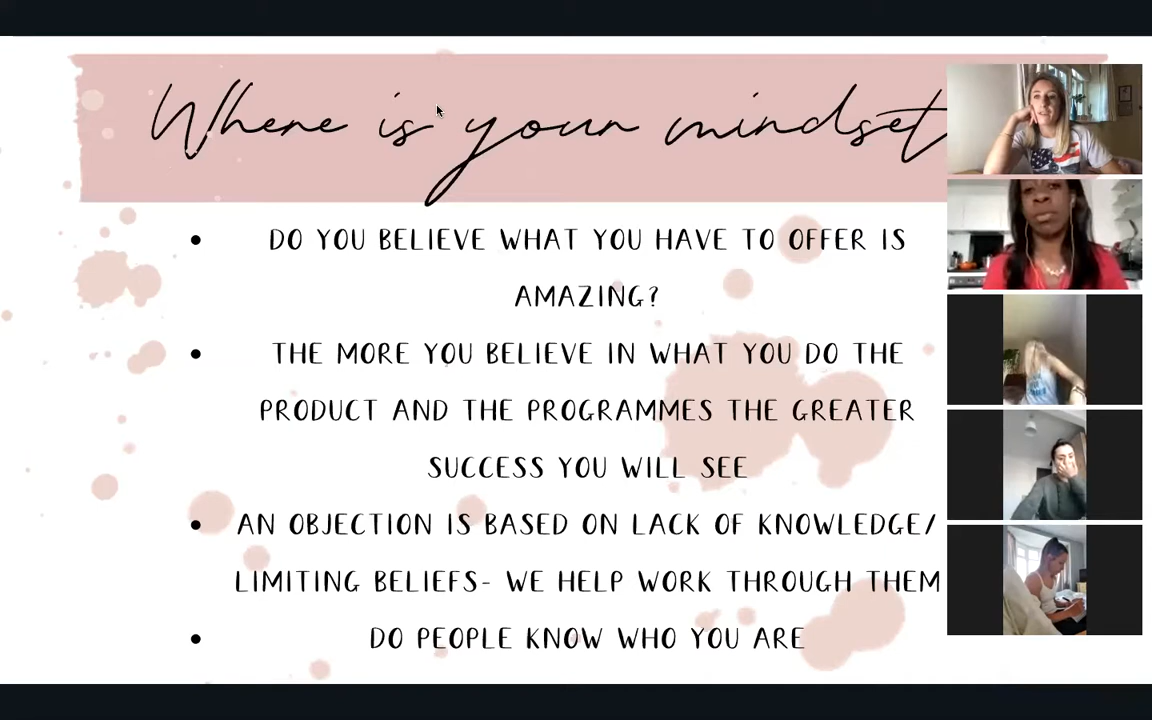 Where is your mindset
DO YOU BELIEVE WHAT YOU HAVE TO OFFER IS
AMAZING?
THE MORE YOU BELIEVE IN WHAT YOU DO THE
PRODUCT AND THE PROGRAMMES THE GREATER
SUCCESS YOU WILL SEE
AN OBJECTION IS BASED ON LACK OF KNOWLEDGE/
LIMITING BELIEFS- WE HELP WORK THROUGH THEM
DO PEOPLE KNOW WHO YOU ARE